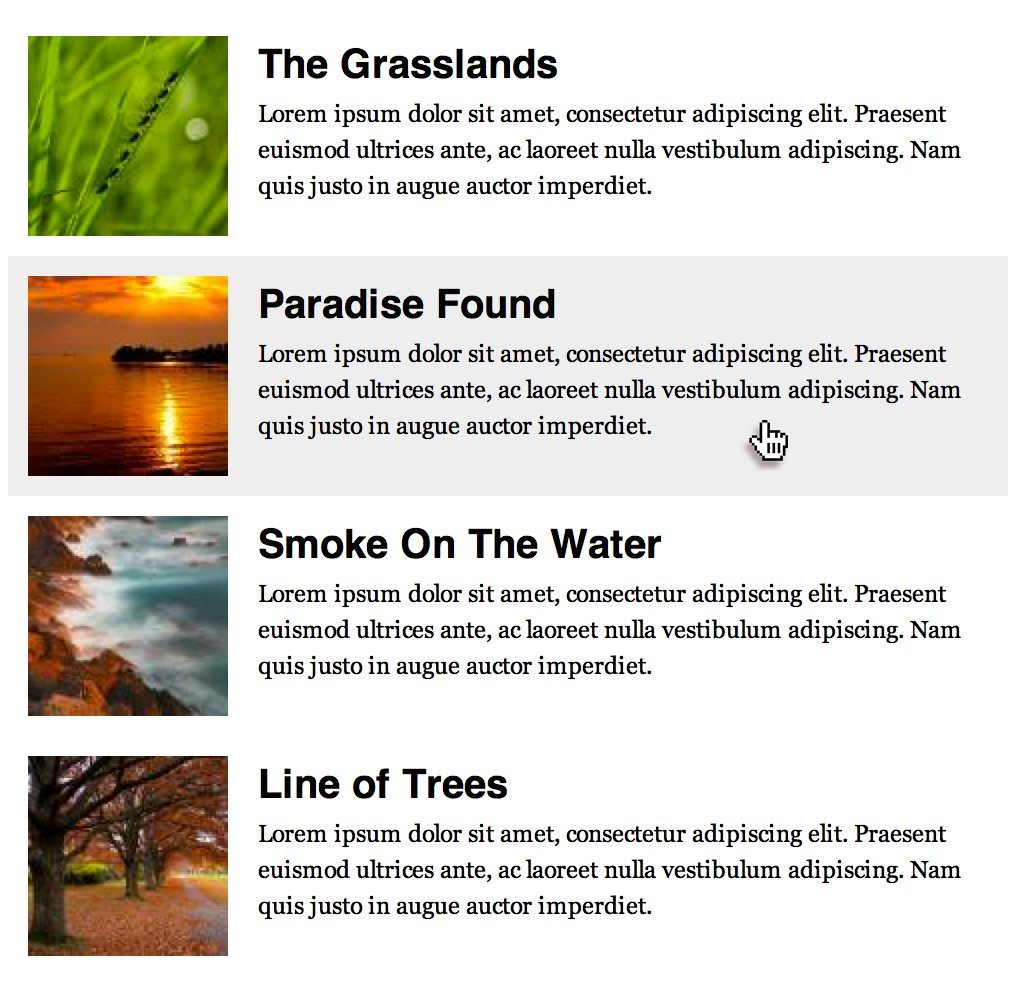 The Grasslands
Lorem ipsum dolor sit amet, consectetur adipiscing elit. Praesent
euismod ultrices ante, ac laoreet nulla vestibulum adipiscing. Nam
quis justo in augue auctor imperdiet.
Paradise Found
Lorem ipsum dolor sit amet, consectetur adipiscing elit. Praesent
euismod ultrices ante, ac laoreet nulla vestibulum adipiscing. Nam
quis justo in augue auctor imperdiet.
Smoke On The Water
Lorem ipsum dolor sit amet, consectetur adipiscing elit. Praesent
euismod ultrices ante, ac laoreet nulla vestibulum adipiscing. Nam
quis justo in augue auctor imperdiet.
Line of Trees
Lorem ipsum dolor sit amet, consectetur adipiscing elit. Praesent
euismod ultrices ante, ac laoreet nulla vestibulum adipiscing. Nam
quis justo in augue auctor imperdiet.